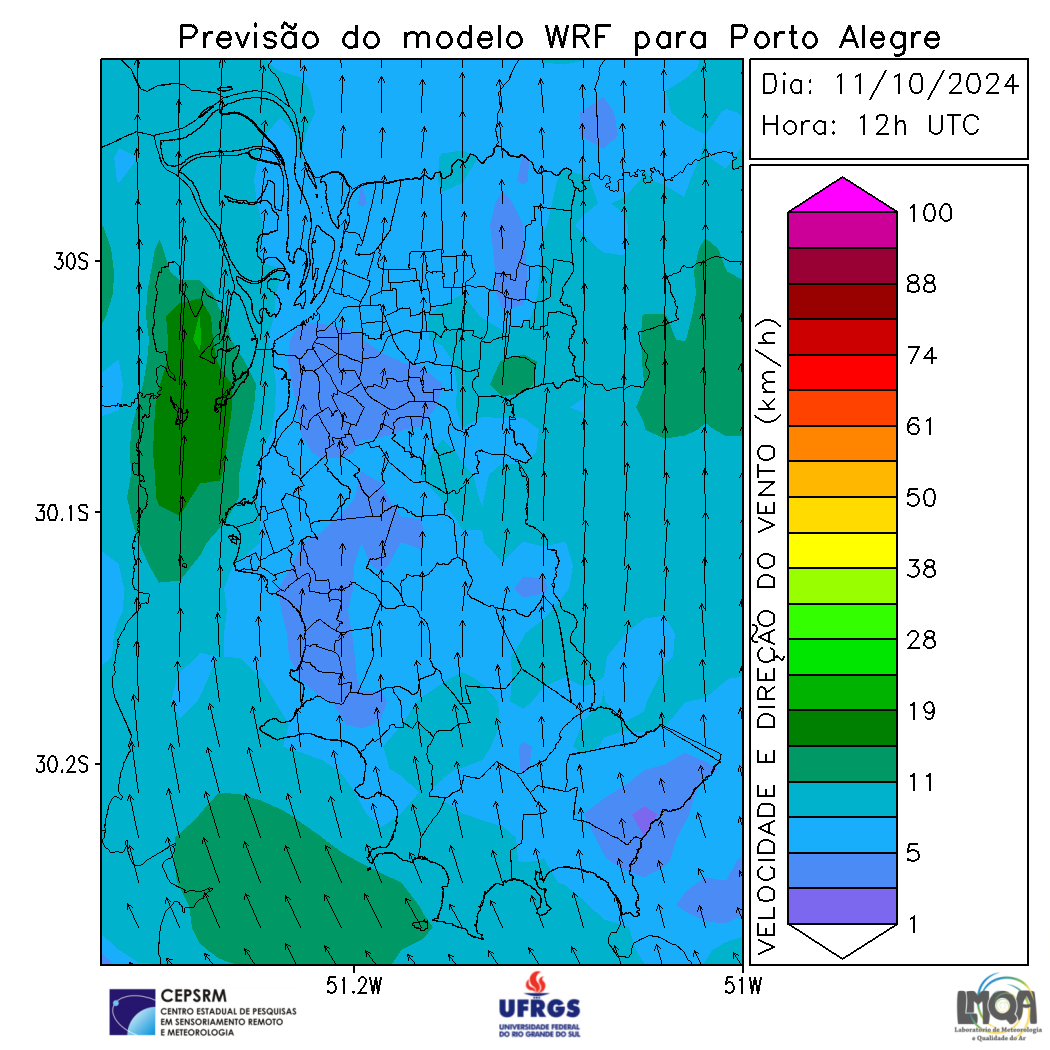 Previsão do modelo WRF para Porto Alegre
Dia: 11/10/2024
Hora: 12h UTC
30S
30.1S
30.2S
51.2W
51W
VELOCIDADE E DIREÇÃO DO VENTO (km/h)
100
88
74
61
50
38
28
19
11
5
1
CEPSRM
CENTRO ESTADUAL DE PESQUISAS
EM SENSORIAMENTO REMOTO
E METEOROLOGIA
UFRGS
UNIVERSIDADE FEDERAL
DO RIO GRANDE DO SUL
LMQA
Laboratório de Meteorologia
e Qualidade do Ar